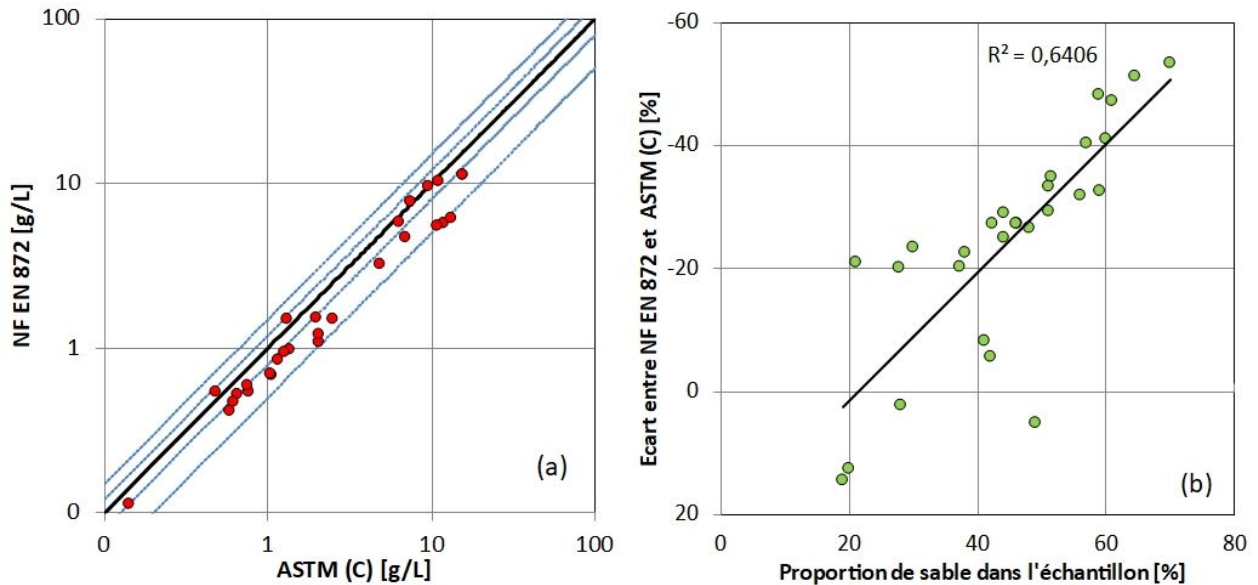 100
10
1
0
NF EN 872 [g/L]
0
1
10
100
ASTM (C) [g/L]
(a)
-60
-40
-20
0
20
Ecart entre NF EN 872 et ASTM (C) [%]
R² = 0,6406
(b)
0
20
40
60
80
Proportion de sable dans l'échantillon [%]